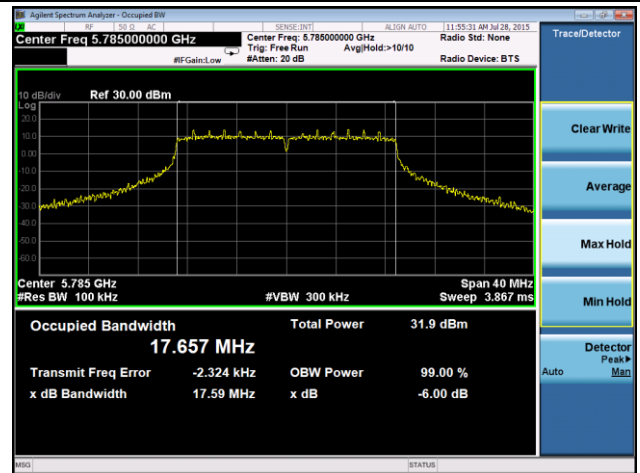 Agilent Spectrum Analyzer - Occupied BW
RF 50 Ω AC SENSE:INT ALIGN AUTO 11:55:31 AM Jul 28, 2015
Center Freq 5.785000000 GHz Center Freq: 5.785000000 GHz Radio Std: None
Trig: Free Run Avg|Hold:>10/10
#IFGain:Low #Atten: 20 dB Radio Device: BTS
Trace/Detector
10 dB/div Ref 30.00 dBm
Log
20.0
10.0
0.00
-10.0
-20.0
-30.0
-40.0
-50.0
-60.0
Center 5.785 GHz Span 40 MHz
#Res BW 100 kHz #VBW 300 kHz Sweep 3.867 ms
Occupied Bandwidth Total Power 31.9 dBm
17.657 MHz
Transmit Freq Error -2.324 kHz OBW Power 99.00 %
x dB Bandwidth 17.59 MHz x dB -6.00 dB
Clear Write
Average
Max Hold
Min Hold
Detector
Peak▶
Auto Man
MSG STATUS